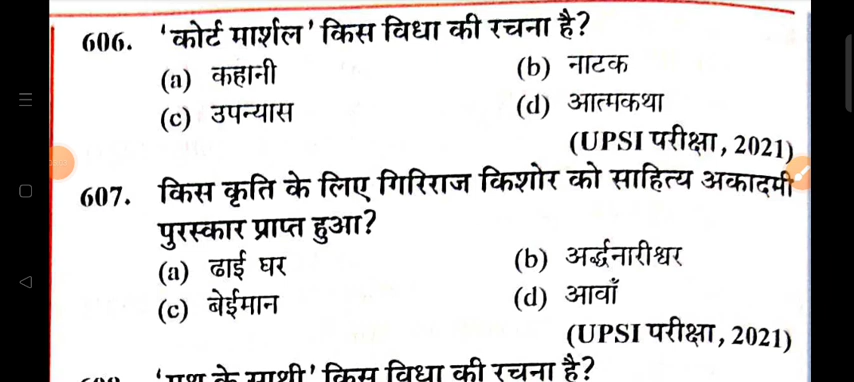 606. 'कोर्ट मार्शल' किस विधा की रचना है?
(a) कहानी (b) नाटक
(c) उपन्यास (d) आत्मकथा
(UPSI परीक्षा, 2021)
607. किस कृति के लिए गिरिराज किशोर को साहित्य अकादमी
पुरस्कार प्राप्त हुआ?
(a) ढाई घर (b) अर्द्धनारीश्वर
(c) बेईमान (d) आवाँ
(UPSI परीक्षा, 2021)
के साथी' किस विधा की रचना है?